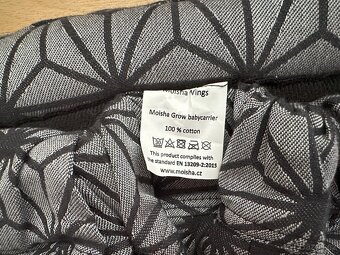 Moisha Wings
Moisha Grow babycarrier
100 % cotton
This product complies with
the standard EN 13209-2:2015
www.moisha.cz